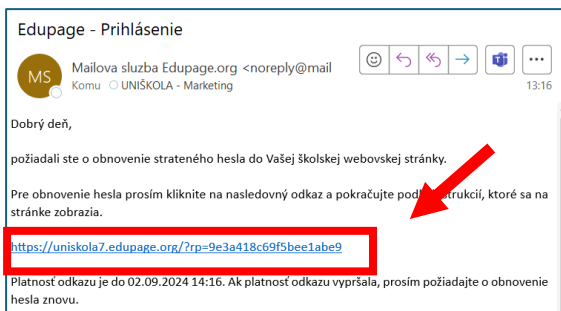 Edupage - Prihlásenie
MS
Mailova sluzba Edupage.org <noreply@mail
Komu UNIŠKOLA - Marketing
13:16
Dobrý deň,
požiadali ste o obnovenie strateného hesla do Vašej školskej webovskej stránky.
Pre obnovenie hesla prosím kliknite na nasledovný odkaz a pokračujte podľ štrukcií, ktoré sa na
stránke zobrazia.
https://uniskola7.edupage.org/?rp=9e3a418c69f5bee1abe9
Platnosť odkazu je do 02.09.2024 14:16. Ak platnosť odkazu vypršala, prosím požiadajte o obnovenie
hesla znovu.